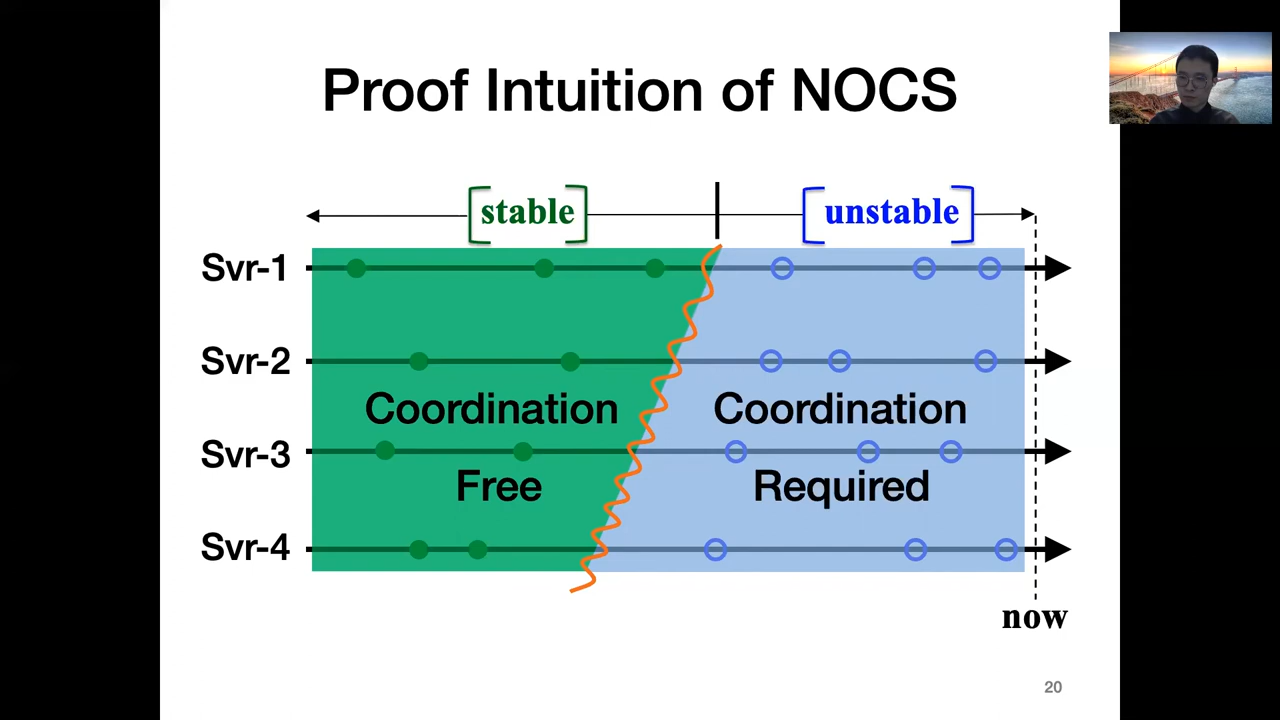 Proof Intuition of NOCS
stable
unstable
Svr-1
Svr-2
Coordination
Coordination
Svr-3
Free
Required
Svr-4
now
20